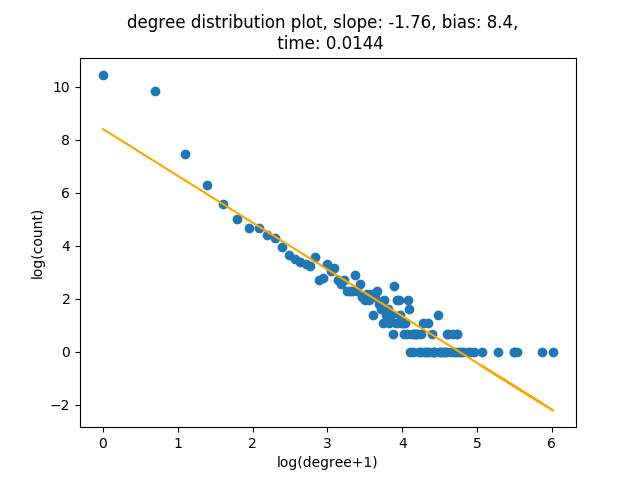 degree distribution plot, slope: -1.76, bias: 8.4,
time: 0.0144
10
8
6
4
2
0
−2
log(count)
0 1 2 3 4 5 6
log(degree+1)